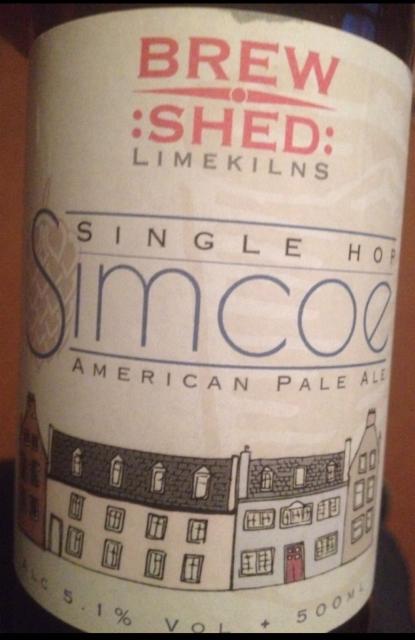 BREW
:SHED:
LIMEKILNS
SINGLE HOP
Simcoe
AMERICAN PALE ALE
ALC 5.1% VOL + 500ML